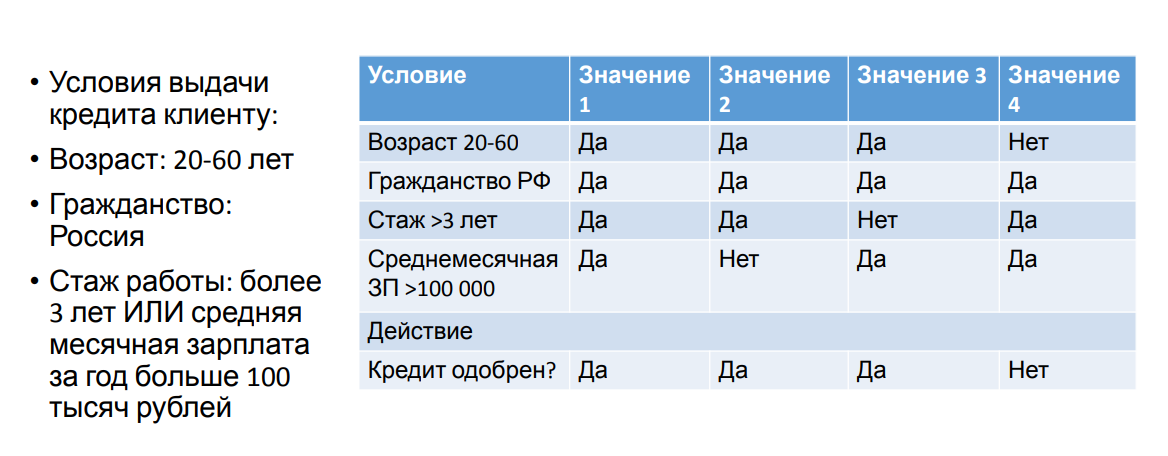 • Условия выдачи
кредита клиенту:
• Возраст: 20-60 лет
• Гражданство:
Россия
• Стаж работы: более
3 лет ИЛИ средняя
месячная зарплата
за год больше 100
тысяч рублей
Условие Значение 1 Значение 2 Значение 3 Значение 4
Возраст 20-60 Да Да Да Нет
Гражданство РФ Да Да Да Да
Стаж >3 лет Да Да Нет Да
Среднемесячная ЗП >100 000 Да Нет Да Да
Действие
Кредит одобрен? Да Да Да Нет